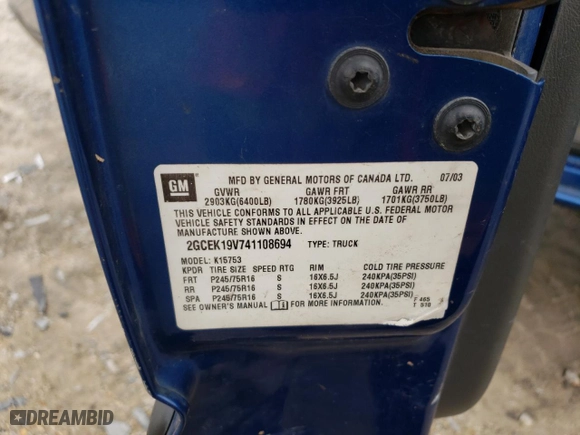 GM
MFD BY GENERAL MOTORS OF CANADA LTD. 07/03
GVWR GAWR FRT GAWR RR
2903KG(6400LB) 1780KG(3925LB) 1701KG(3750LB)
THIS VEHICLE CONFORMS TO ALL APPLICABLE U.S. FEDERAL MOTOR
VEHICLE SAFETY STANDARDS IN EFFECT ON THE DATE OF
MANUFACTURE SHOWN ABOVE.
2GCEK19V741108694 TYPE: TRUCK
MODEL: K15753
KPDR TIRE SIZE SPEED RTG RIM COLD TIRE PRESSURE
FRT P245/75R16 S 16X6.5J 240KPA(35PSI)
RR P245/75R16 S 16X6.5J 240KPA(35PSI)
SPA P245/75R16 S 16X6.5J 240KPA(35PSI)
SEE OWNER'S MANUAL FOR MORE INFORMATION.
7 465
T 510
DREAMBID